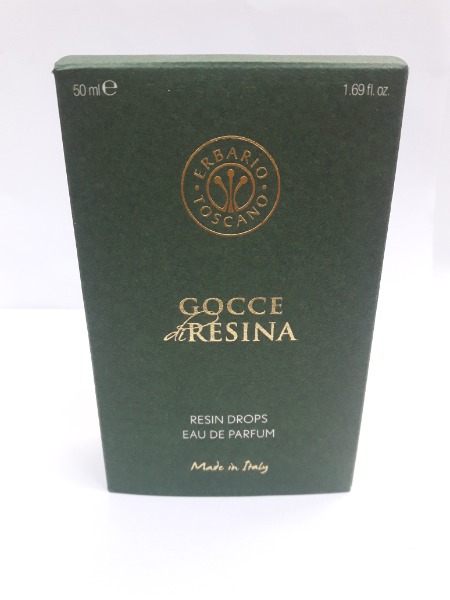 50 ml ℮
1.69 fl. oz.
ERBARIO
TOSCANO
GOCCE
di RESINA
RESIN DROPS
EAU DE PARFUM
Made in Italy